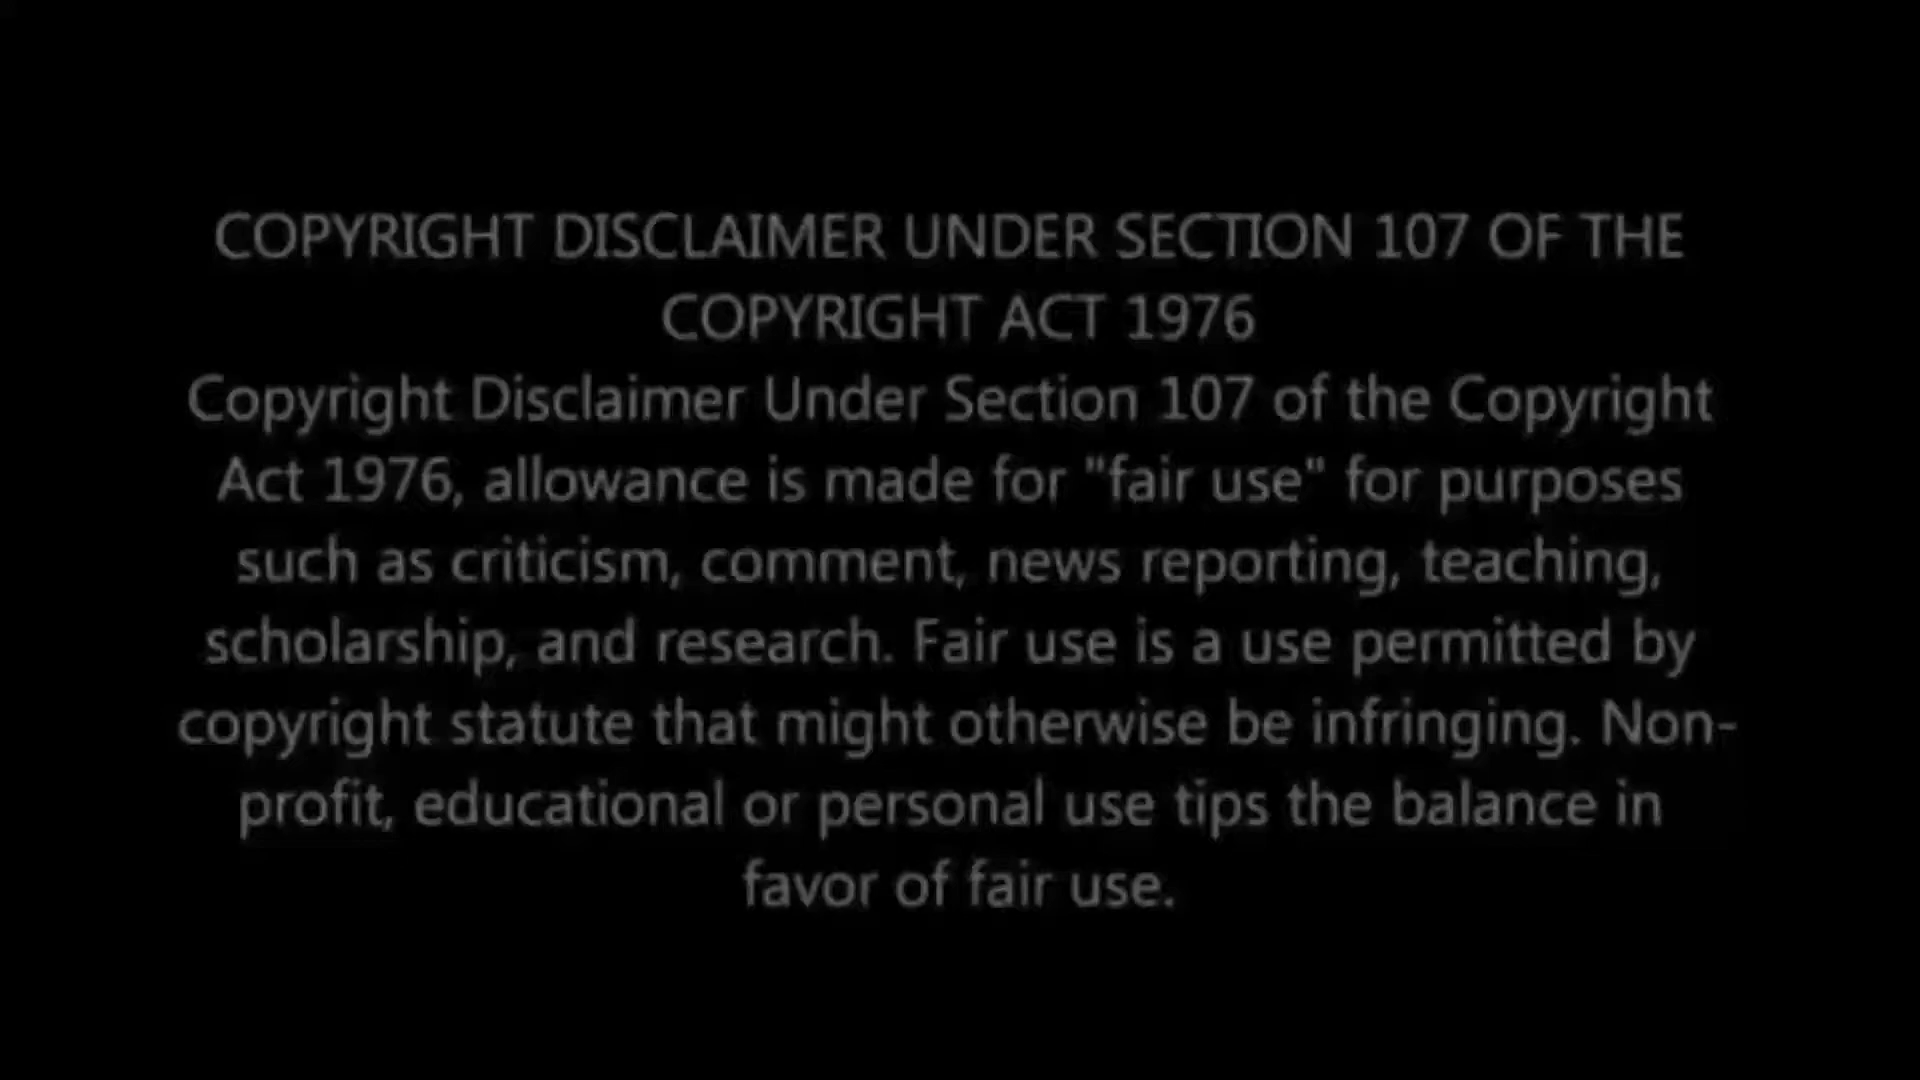 COPYRIGHT DISCLAIMER UNDER SECTION 107 OF THE
COPYRIGHT ACT 1976
Copyright Disclaimer Under Section 107 of the Copyright
Act 1976, allowance is made for "fair use" for purposes
such as criticism, comment, news reporting, teaching,
scholarship, and research. Fair use is a use permitted by
copyright statute that might otherwise be infringing. Non-
profit, educational or personal use tips the balance in
favor of fair use.